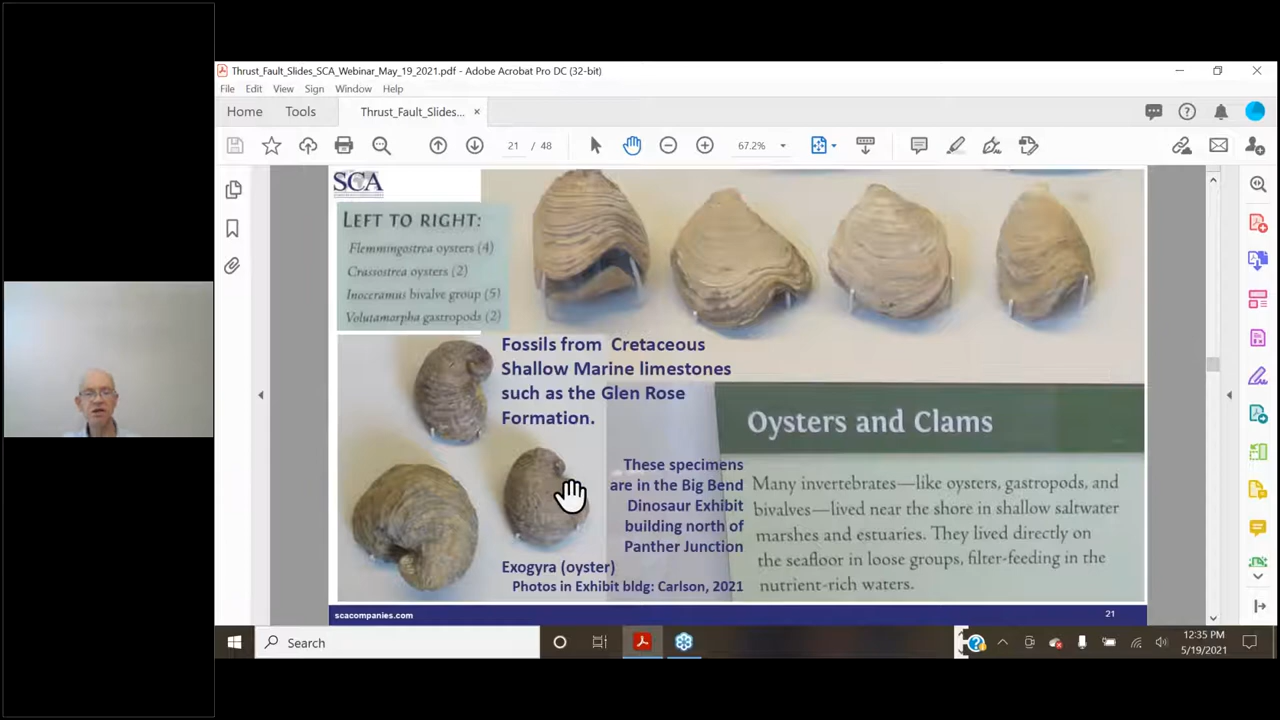 Thrust_Fault_Slides_SCA_Webinar_May_19_2021.pdf - Adobe Acrobat Pro DC (32-bit)
File Edit View Sign Window Help
Home Tools Thrust_Fault_Slides... ×
21 / 48 67.2%
SCA
LEFT TO RIGHT:
Flemmingostrea oysters (4)
Crassostrea oysters (2)
Inoceramus bivalve group (5)
Volutamorpha gastropods (2)
Fossils from Cretaceous
Shallow Marine limestones
such as the Glen Rose
Formation.
Oysters and Clams
These specimens
are in the Big Bend
Dinosaur Exhibit
building north of
Panther Junction
Many invertebrates—like oysters, gastropods, and
bivalves—lived near the shore in shallow saltwater
marshes and estuaries. They lived directly on
the seafloor in loose groups, filter-feeding in the
nutrient-rich waters.
Exogyra (oyster)
Photos in Exhibit bldg: Carlson, 2021
scacompanies.com
21
Search
12:35 PM
5/19/2021